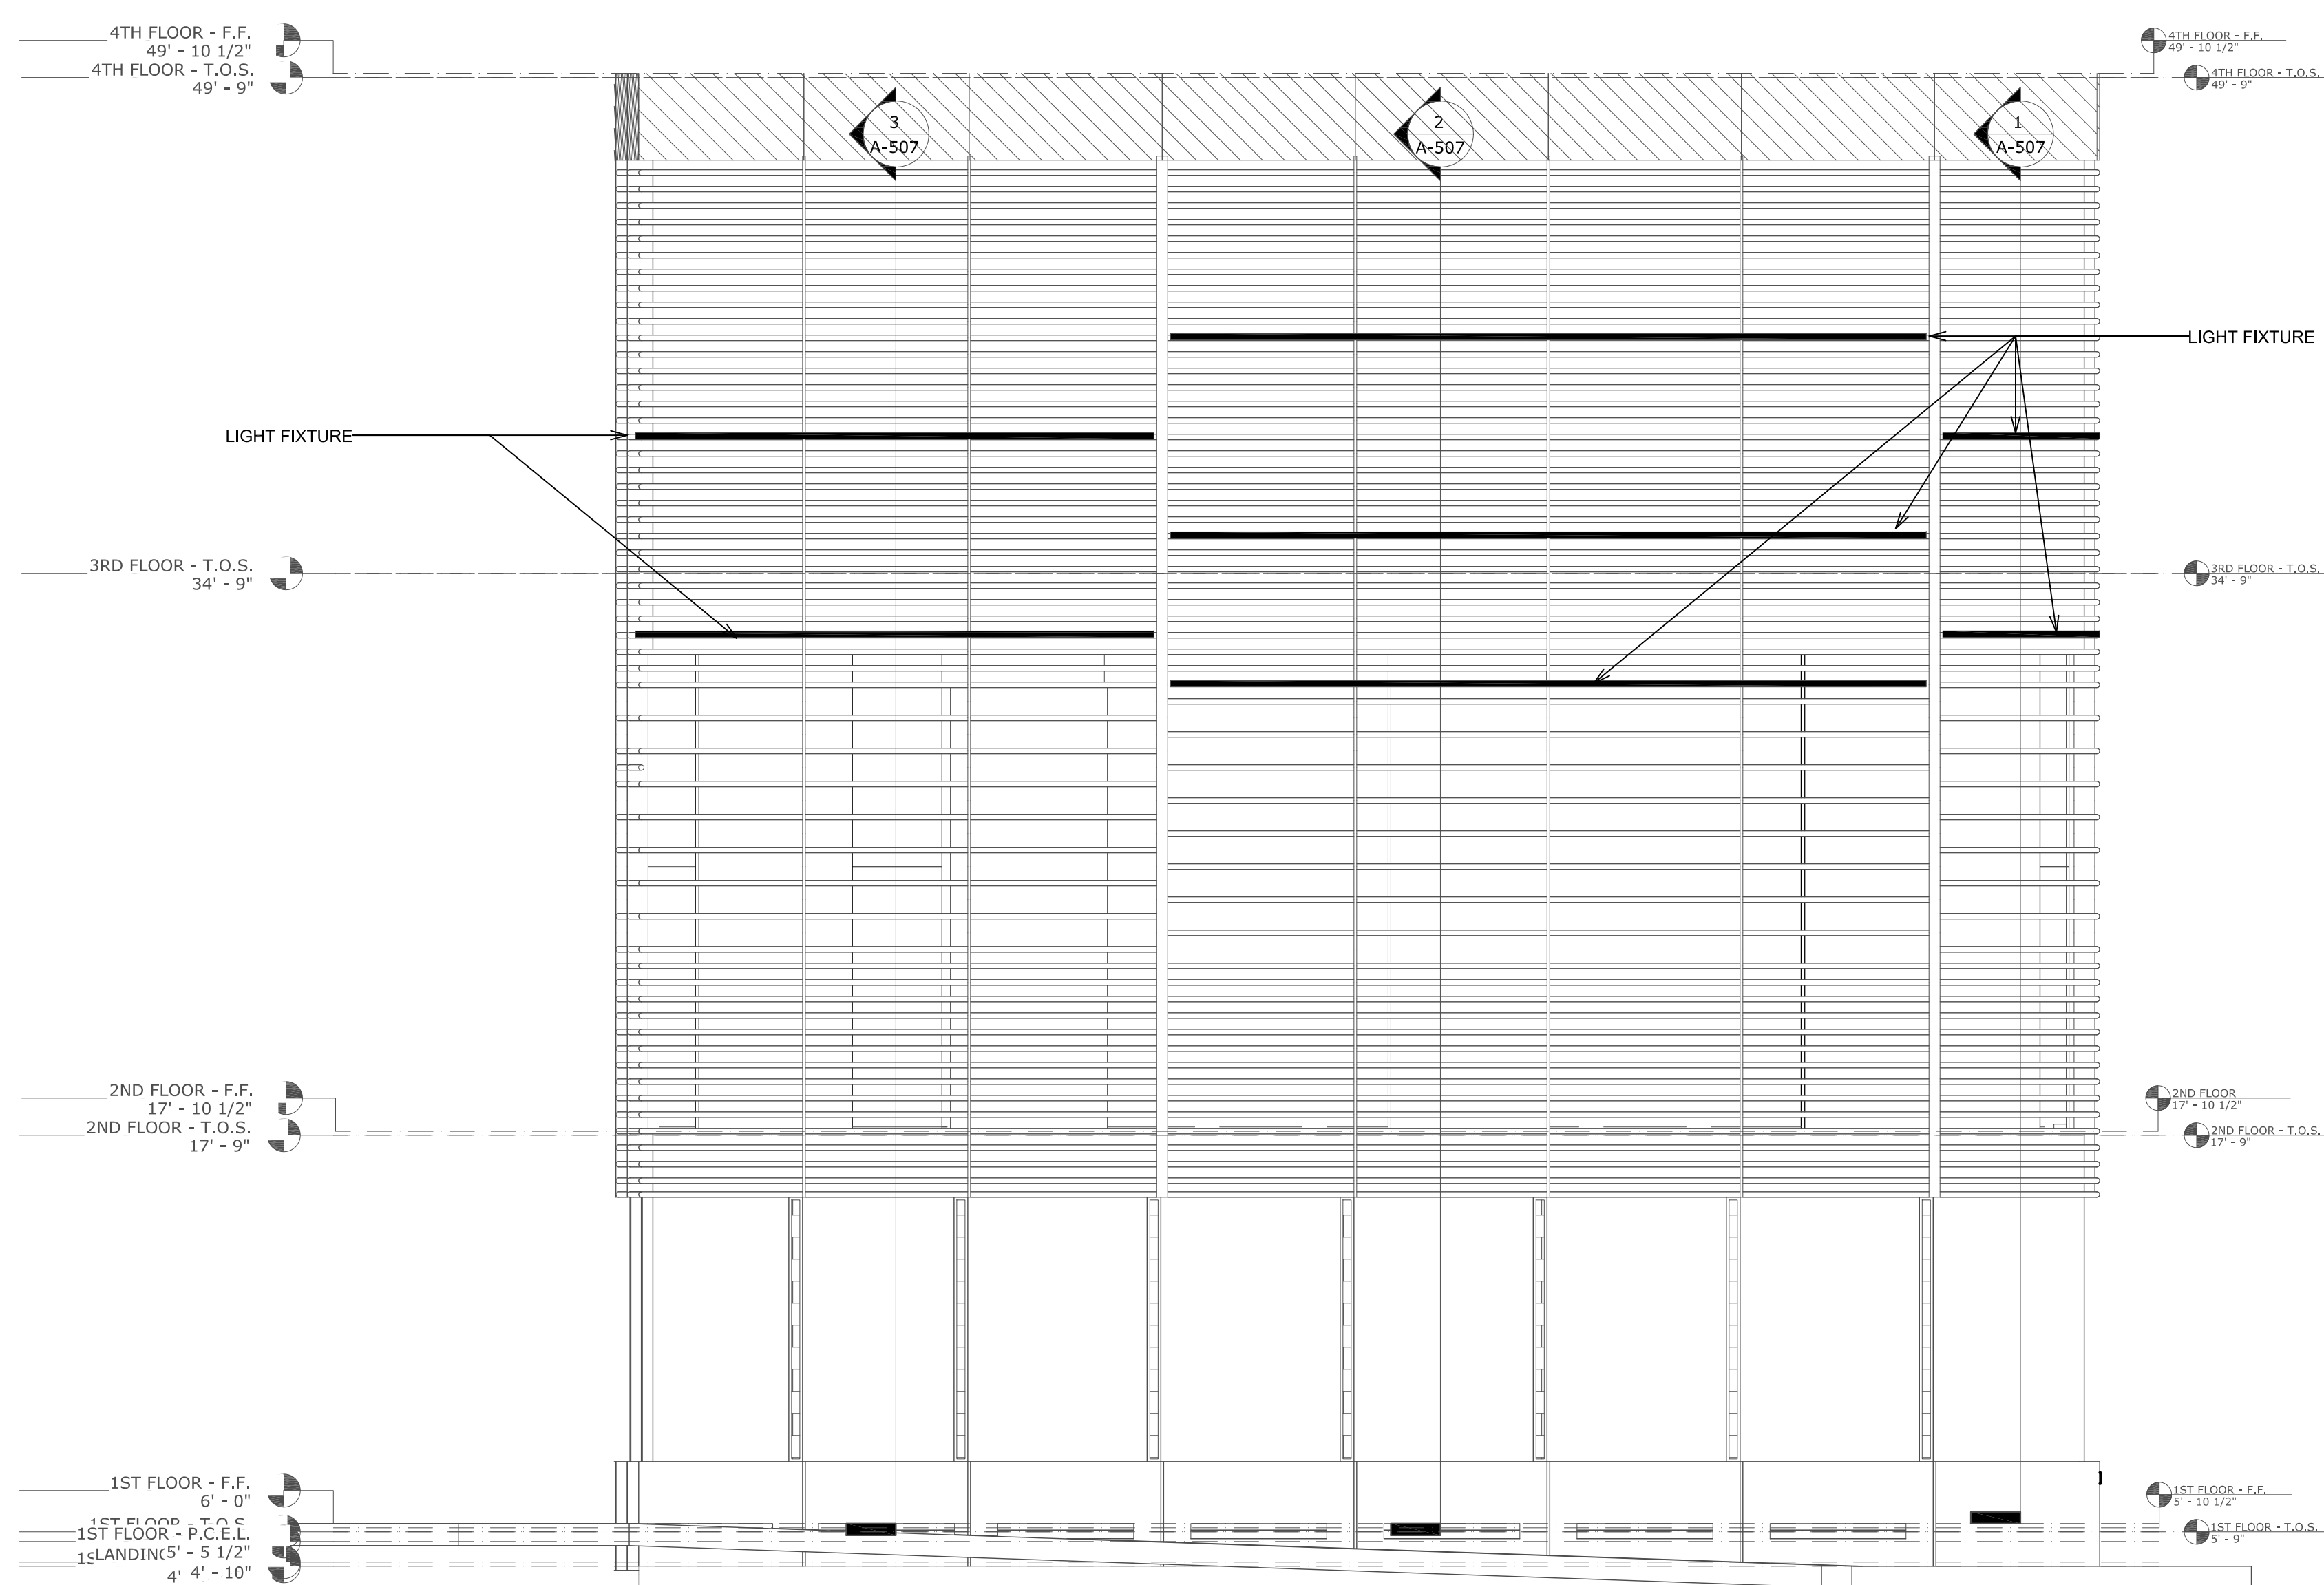 4TH FLOOR - F.F.
49' - 10 1/2"
4TH FLOOR - T.O.S.
49' - 9"
4TH FLOOR - F.F.
49' - 10 1/2"
4TH FLOOR - T.O.S.
49' - 9"
3
A-507
2
A-507
1
A-507
LIGHT FIXTURE
LIGHT FIXTURE
3RD FLOOR - T.O.S.
34' - 9"
3RD FLOOR - T.O.S.
34' - 9"
2ND FLOOR - F.F.
17' - 10 1/2"
2ND FLOOR - T.O.S.
17' - 9"
2ND FLOOR
17' - 10 1/2"
2ND FLOOR - T.O.S.
17' - 9"
1ST FLOOR - F.F.
6' - 0"
1ST FLOOR - T.O.S.
1ST FLOOR - P.C.E.L.
LANDING 5' - 5 1/2"
4' 4' - 10"
1ST FLOOR - F.F.
5' - 10 1/2"
1ST FLOOR - T.O.S.
5' - 9"